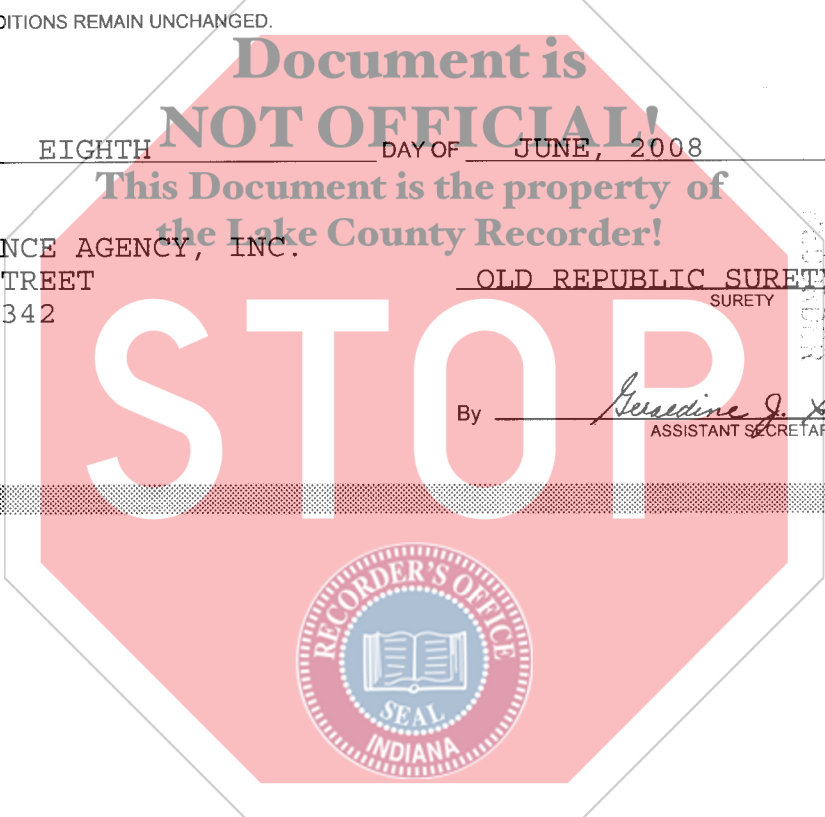 DITIONS REMAIN UNCHANGED.
Document is
NOT OFFICIAL!
EIGHTH DAY OF JUNE, 2008
This Document is the property of
the Lake County Recorder!
NCE AGENCY, INC.
TREET
OLD REPUBLIC SURETY
342
SURETY
STOP
By Geraldine J.
ASSISTANT SECRETAR
RECORDER'S OFFICE
SEAL
INDIANA